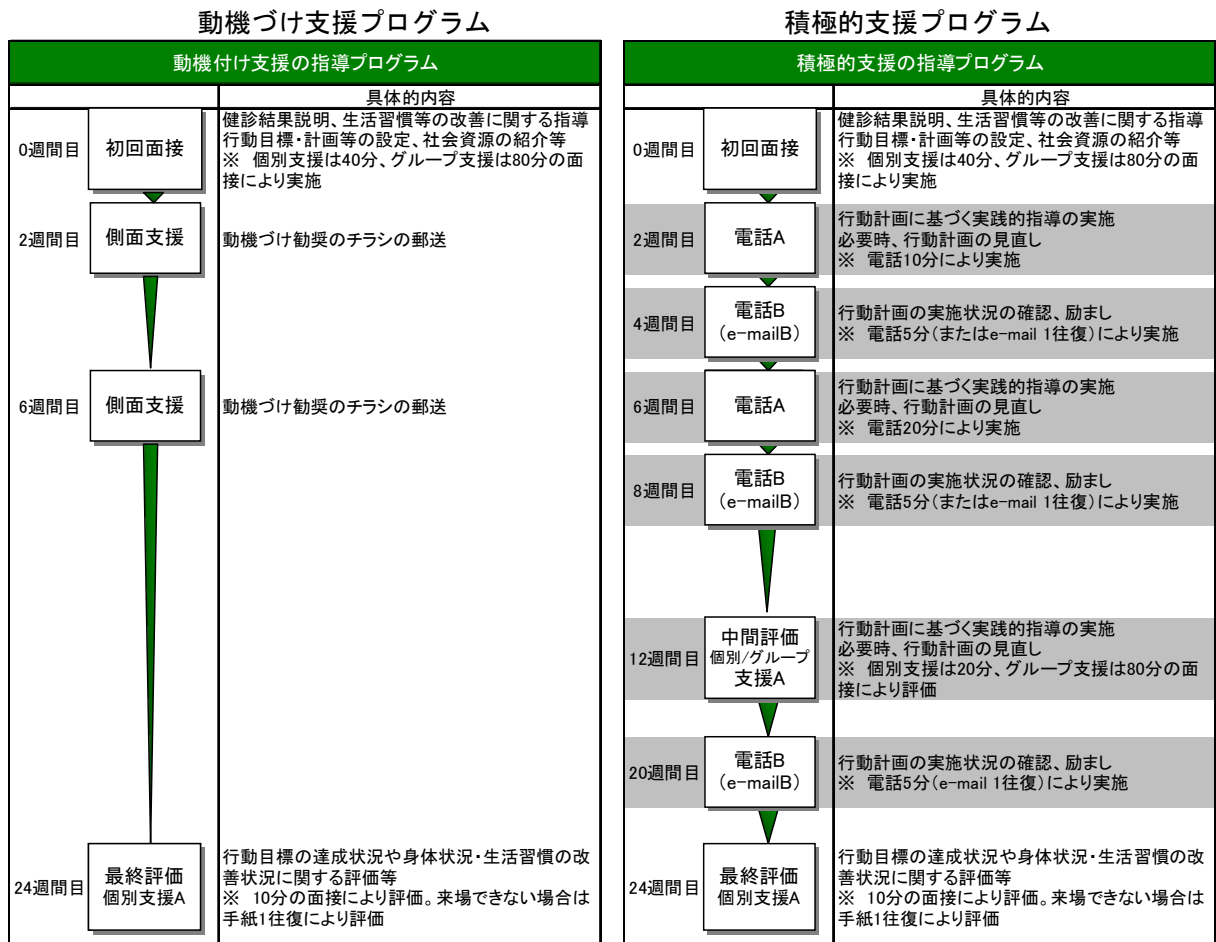 動機づけ支援プログラム
動機付け支援の指導プログラム
具体的内容
0週間目
初回面接
健診結果説明、生活習慣等の改善に関する指導
行動目標・計画等の設定、社会資源の紹介等
※ 個別支援は40分、グループ支援は80分の面
接により実施
2週間目
側面支援
動機づけ勧奨のチラシの郵送
6週間目
側面支援
動機づけ勧奨のチラシの郵送
24週間目
最終評価
個別支援A
行動目標の達成状況や身体状況・生活習慣の改
善状況に関する評価等
※ 10分の面接により評価。来場できない場合は
手紙1往復により評価
積極的支援プログラム
積極的支援の指導プログラム
具体的内容
0週間目
初回面接
健診結果説明、生活習慣等の改善に関する指導
行動目標・計画等の設定、社会資源の紹介等
※ 個別支援は40分、グループ支援は80分の面
接により実施
2週間目
電話A
行動計画に基づく実践的指導の実施
必要時、行動計画の見直し
※ 電話10分により実施
4週間目
電話B
(e-mailB)
行動計画の実施状況の確認、励まし
※ 電話5分(またはe-mail 1往復)により実施
6週間目
電話A
行動計画に基づく実践的指導の実施
必要時、行動計画の見直し
※ 電話20分により実施
8週間目
電話B
(e-mailB)
行動計画の実施状況の確認、励まし
※ 電話5分(またはe-mail 1往復)により実施
12週間目
中間評価
個別/グループ
支援A
行動計画に基づく実践的指導の実施
必要時、行動計画の見直し
※ 個別支援は20分、グループ支援は80分の面
接により評価
20週間目
電話B
(e-mailB)
行動計画の実施状況の確認、励まし
※ 電話5分(e-mail 1往復)により実施
24週間目
最終評価
個別支援A
行動目標の達成状況や身体状況・生活習慣の改
善状況に関する評価等
※ 10分の面接により評価。来場できない場合は
手紙1往復により評価